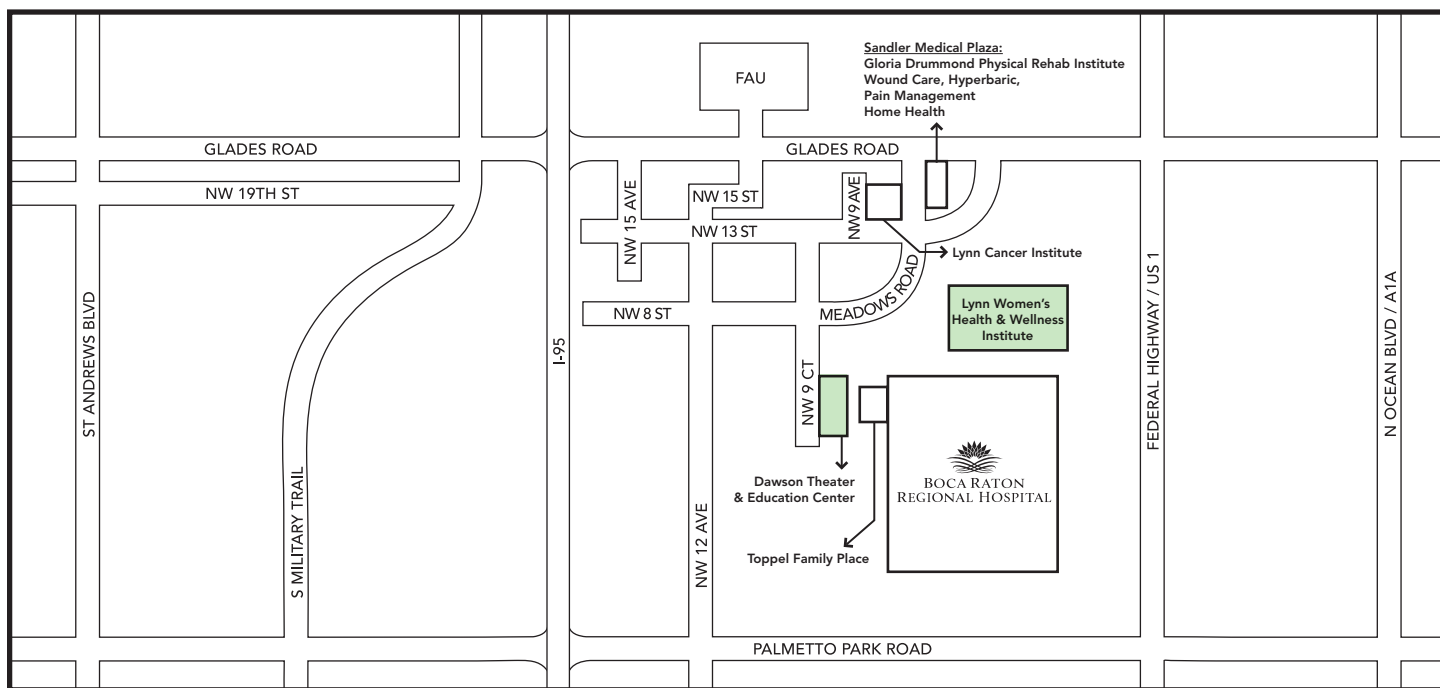 Sandler Medical Plaza:
Gloria Drummond Physical Rehab Institute
Wound Care, Hyperbaric,
Pain Management
Home Health
FAU
GLADES ROAD
GLADES ROAD
NW 19TH ST
NW 15 AVE
NW 15 ST
NW 9 AVE
NW 13 ST
Lynn Cancer Institute
MEADOWS ROAD
NW 8 ST
Lynn Women's
Health & Wellness
Institute
ST ANDREWS BLVD
I-95
NW 9 CT
FEDERAL HIGHWAY / US 1
N OCEAN BLVD / A1A
Dawson Theater
& Education Center
BOCA RATON
REGIONAL HOSPITAL
S MILITARY TRAIL
NW 12 AVE
Toppel Family Place
PALMETTO PARK ROAD